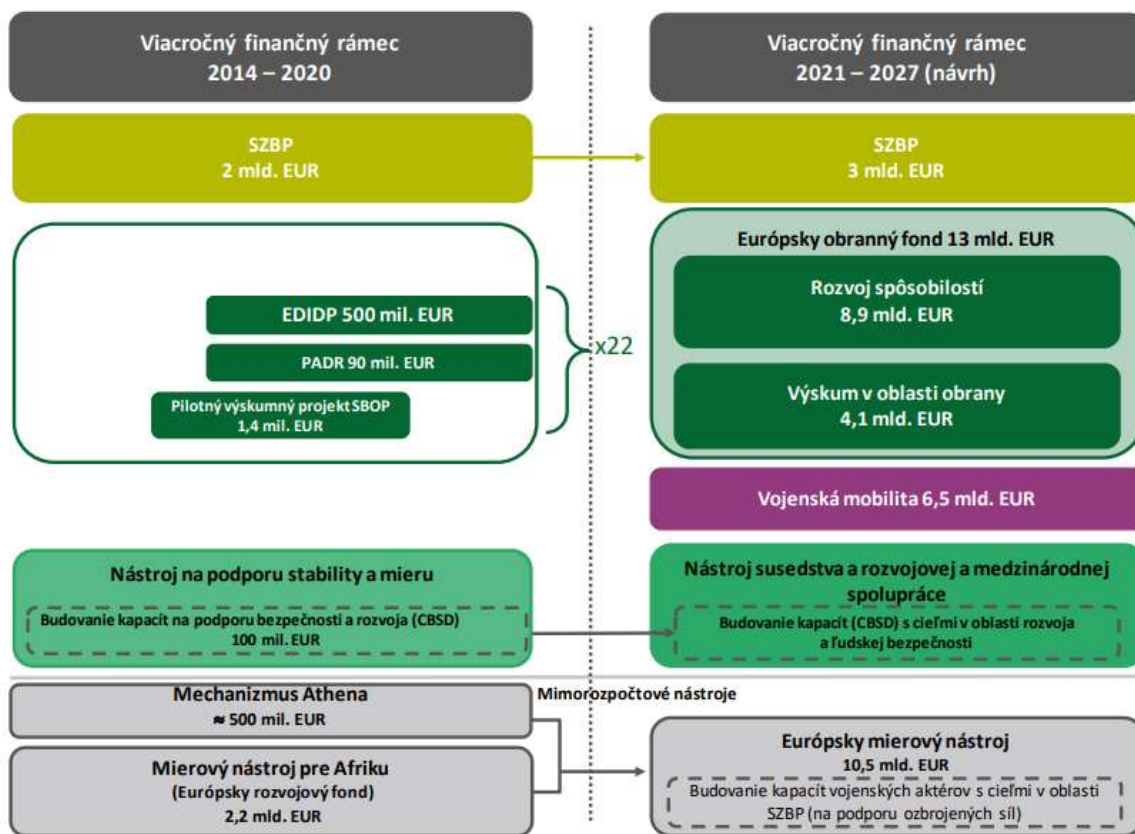 Viacročný finančný rámec
2014 – 2020
Viacročný finančný rámec
2021 – 2027 (návrh)
SZBP
2 mld. EUR
SZBP
3 mld. EUR
EDIDP 500 mil. EUR
PADR 90 mil. EUR
Pilotný výskumný projekt SBOP
1,4 mil. EUR
x22
Európsky obranný fond 13 mld. EUR
Rozvoj spôsobilostí
8,9 mld. EUR
Výskum v oblasti obrany
4,1 mld. EUR
Vojenská mobilita 6,5 mld. EUR
Nástroj na podporu stability a mieru
Budovanie kapacít na podporu bezpečnosti a rozvoja (CBSD)
100 mil. EUR
Nástroj susedstva a rozvojovej a medzinárodnej
spolupráce
Budovanie kapacít (CBSD) s cieľmi v oblasti rozvoja
a ľudskej bezpečnosti
Mechanizmus Athena
≈ 500 mil. EUR
Mimorozpočtové nástroje
Mierový nástroj pre Afriku
(Európsky rozvojový fond)
2,2 mld. EUR
Európsky mierový nástroj
10,5 mld. EUR
Budovanie kapacít vojenských aktérov s cieľmi v oblasti
SZBP (na podporu ozbrojených síl)